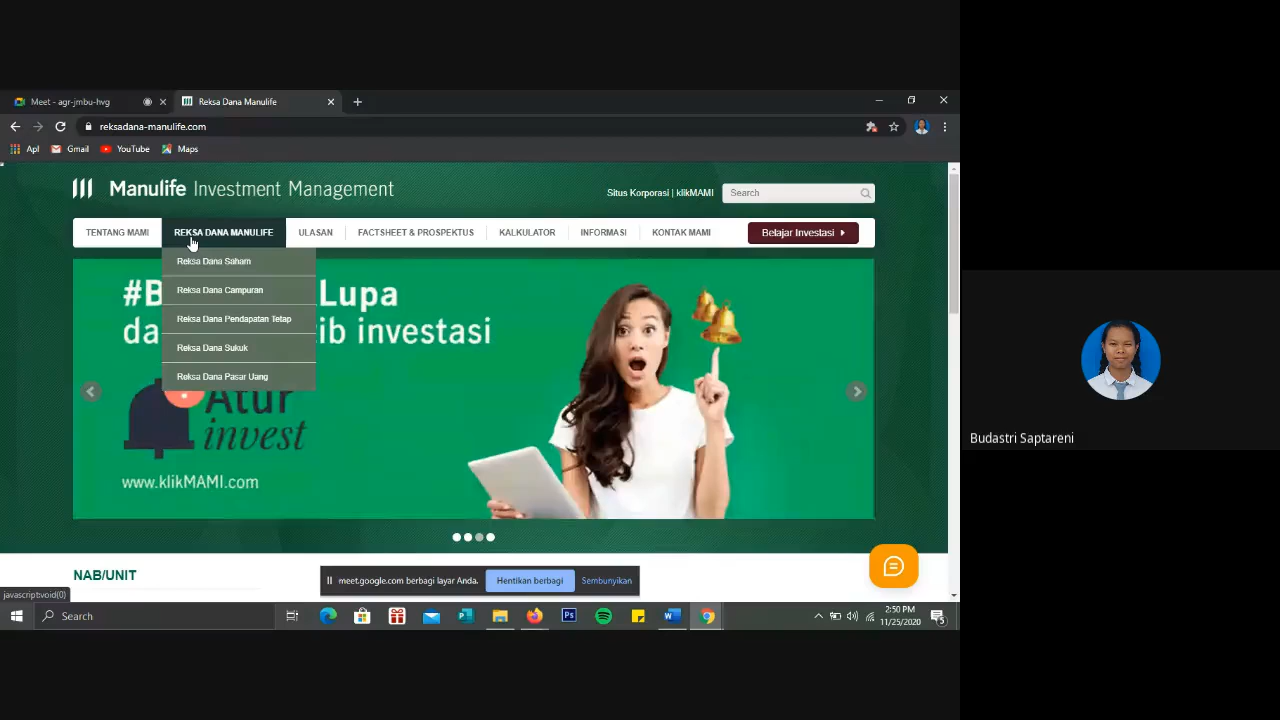 Meet - agr-jmbu-hvg
Reksa Dana Manulife
reksadana-manulife.com
Apl Gmail YouTube Maps
Manulife Investment Management
Situs Korporasi | klikMAMI
Search
TENTANG MAMI
REKSA DANA MANULIFE
ULASAN
FACTSHEET & PROSPEKTUS
KALKULATOR
INFORMASI
KONTAK MAMI
Belajar Investasi
Reksa Dana Saham
Reksa Dana Campuran
Reksa Dana Pendapatan Tetap
Reksa Dana Sukuk
Reksa Dana Pasar Uang
#B Lupa
da ib investasi
Atur
invest
www.klikMAMI.com
NAB/UNIT
meet.google.com berbagi layar Anda.
Hentikan berbagi
Sembunyikan
javascript:void(0)
Search
2:50 PM
11/25/2020
5
Budastri Saptareni